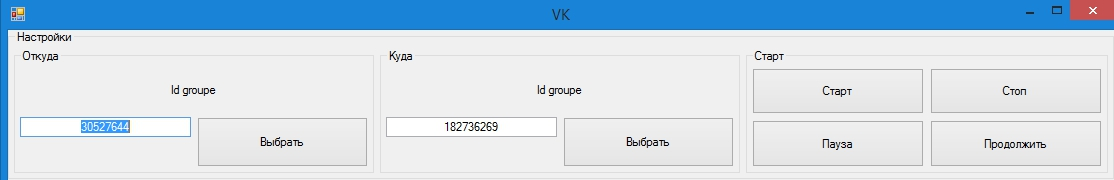 VK
Настройки
Откуда
Id groupe
30527644
Выбрать
Куда
Id groupe
182736269
Выбрать
Старт
Старт
Стоп
Пауза
Продолжить